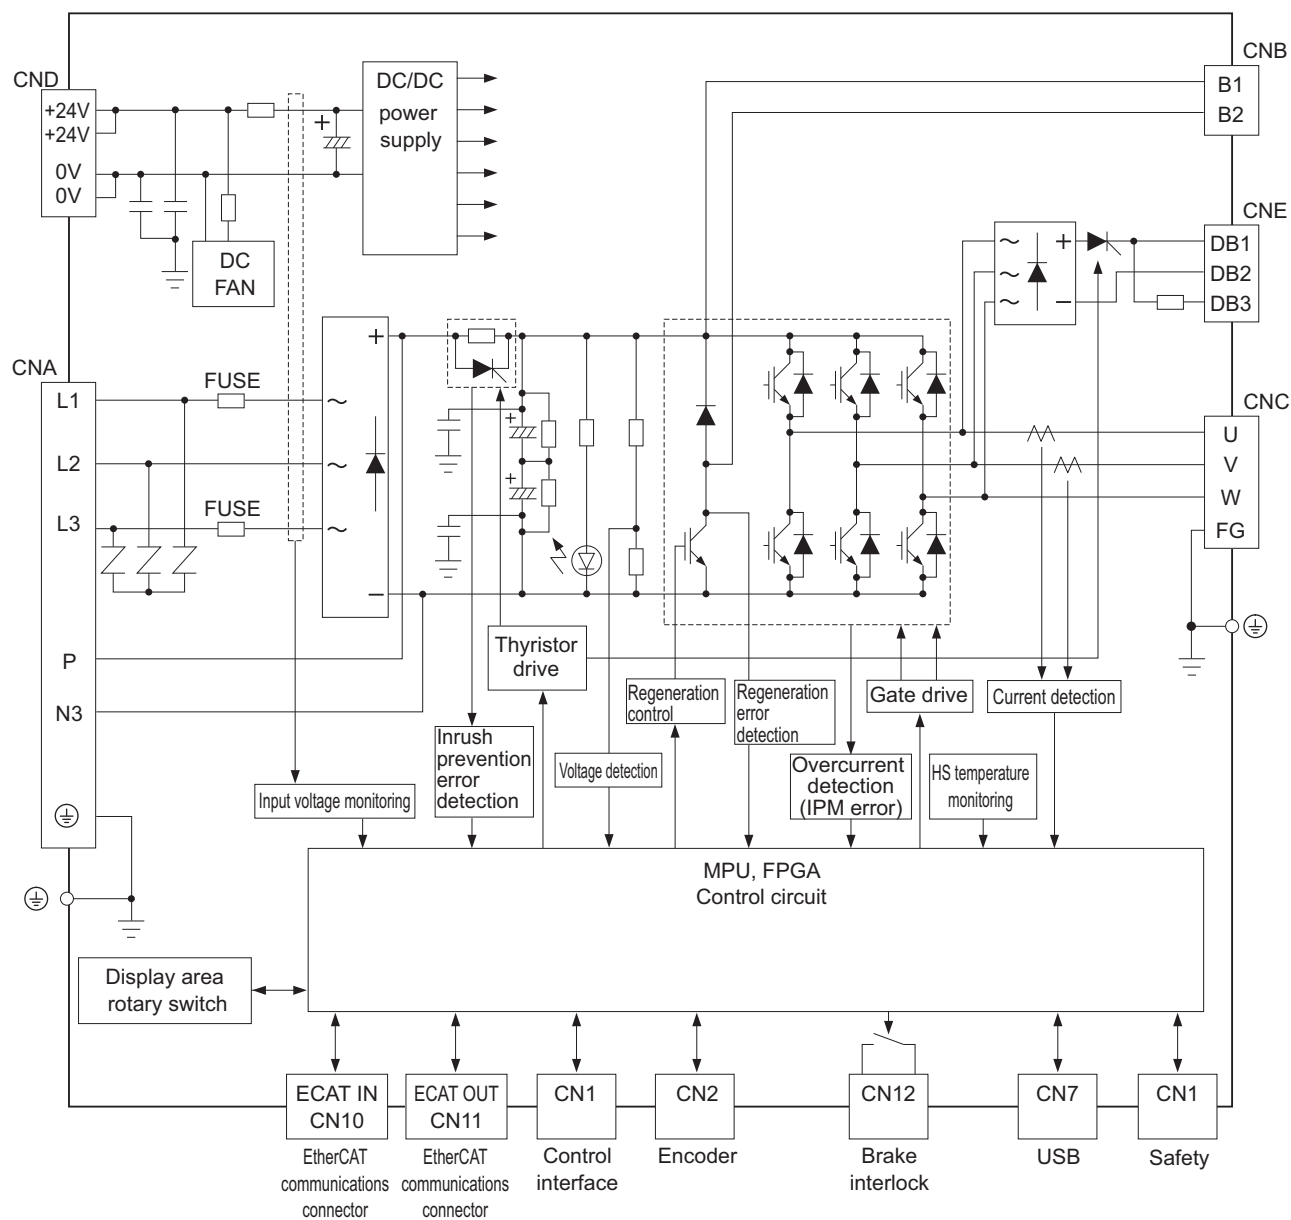 CNB
CND
DC/DC
power
supply
B1
B2
+24V
+24V
0V
0V
+
DC
FAN
CNE
DB1
DB2
DB3
+
−
~
~
~
CNA
L1
L2
L3
FUSE
FUSE
~
~
~
+
−
+
+
CNC
U
V
W
FG
P
N3
Thyristor
drive
Regeneration
control
Regeneration
error
detection
Gate drive
Current detection
Inrush
prevention
error
detection
Voltage detection
Overcurrent
detection
(IPM error)
HS temperature
monitoring
Input voltage monitoring
MPU, FPGA
Control circuit
Display area
rotary switch
ECAT IN
CN10
ECAT OUT
CN11
CN1
CN2
CN12
CN7
CN1
EtherCAT
communications
connector
EtherCAT
communications
connector
Control
interface
Encoder
Brake
interlock
USB
Safety